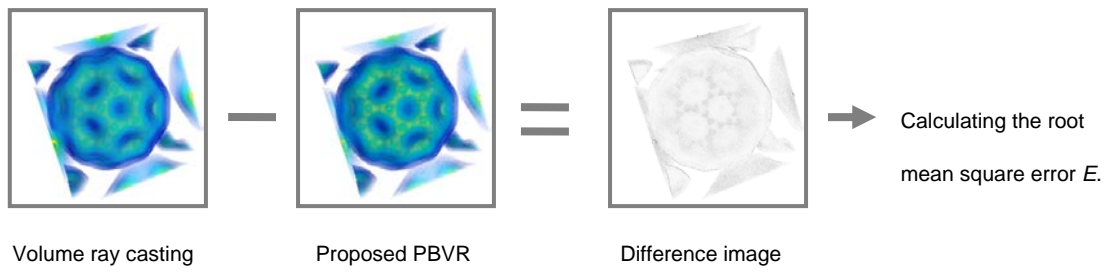 Calculating the root
mean square error E.
Volume ray casting
Proposed PBVR
Difference image